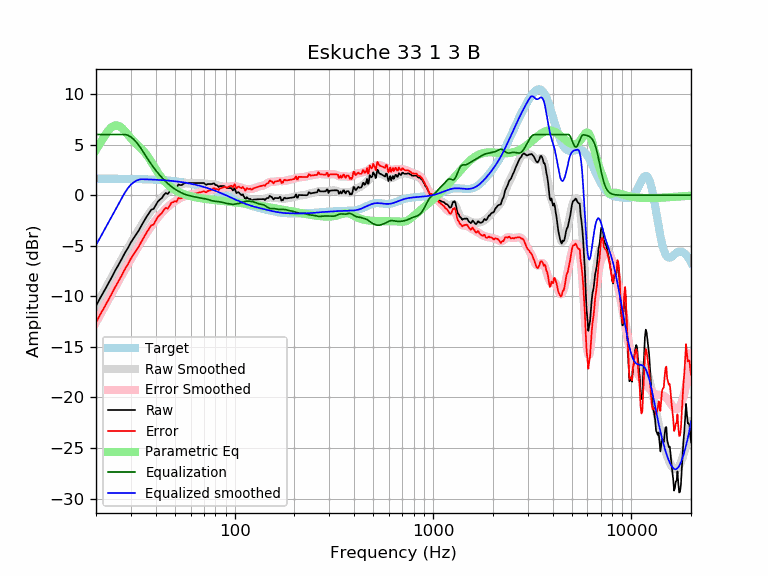 Eskuche 33 1 3 B
10
5
0
−5
−10
−15
−20
−25
−30
Amplitude (dBr)
Target
Raw Smoothed
Error Smoothed
Raw
Error
Parametric Eq
Equalization
Equalized smoothed
100
1000
10000
Frequency (Hz)